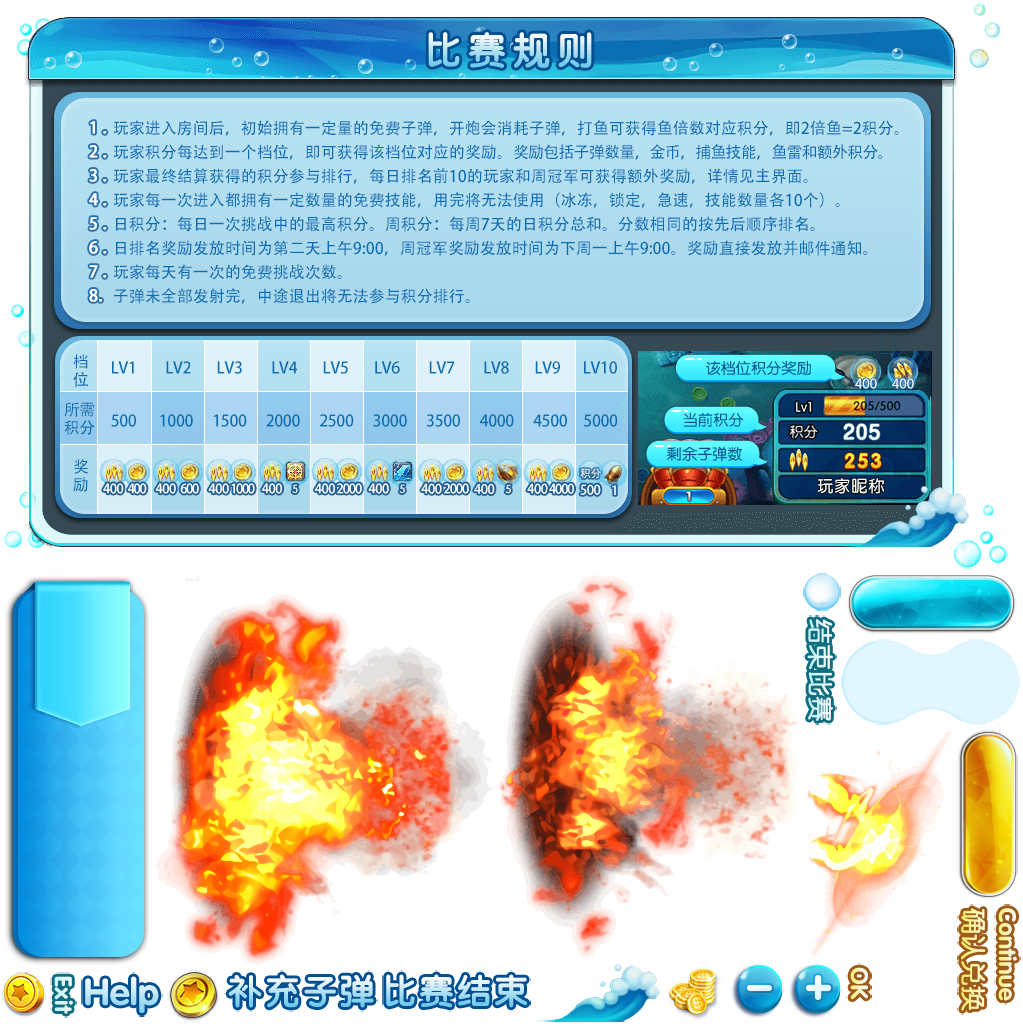 比赛规则
1。玩家进入房间后，初始拥有一定量的免费子弹，开炮会消耗子弹，打鱼可获得鱼倍数对应积分，即2倍鱼=2积分。
2。玩家积分每达到一个档位，即可获得该档位对应的奖励。奖励包括子弹数量，金币，捕鱼技能，鱼雷和额外积分。
3。玩家最终结算获得的积分参与排行，每日排名前10的玩家和周冠军可获得额外奖励，详情见主界面。
4。玩家每一次进入都拥有一定数量的免费技能，用完将无法使用（冰冻，锁定，急速，技能数量各10个）。
5。日积分：每日一次挑战中的最高积分。周积分：每周7天的日积分总和。分数相同的按先后顺序排名。
6。日排名奖励发放时间为第二天上午9:00，周冠军奖励发放时间为下周一上午9:00。奖励直接发放并邮件通知。
7。玩家每天有一次的免费挑战次数。
8。子弹未全部发射完，中途退出将无法参与积分排行。
档位 LV1 LV2 LV3 LV4 LV5 LV6 LV7 LV8 LV9 LV10
所需积分 500 1000 1500 2000 2500 3000 3500 4000 4500 5000
奖励 400 400 400 600 400 1000 400 5 400 2000 400 5 400 2000 400 5 400 4000 积分 500 1
该档位积分奖励 400 400
Lv1 205/500
当前积分 积分 205
剩余子弹数 253
1 玩家昵称
结束比赛
Continue
确认兑换
Exit
Help
补充子弹
比赛结束
OK